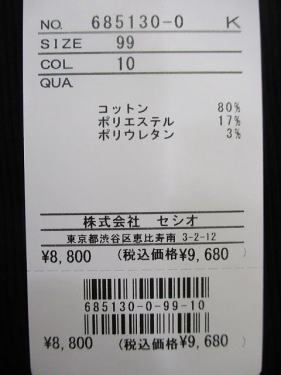 NO. 685130-0 K
SIZE 99
COL. 10
QUA
コットン 80%
ポリエステル 17%
ポリウレタン 3%
株式会社 セシオ
東京都渋谷区恵比寿南 3-2-12
¥8,800 (税込価格¥9,680)
685130-0-99-10
¥8,800 (税込価格¥9,680)